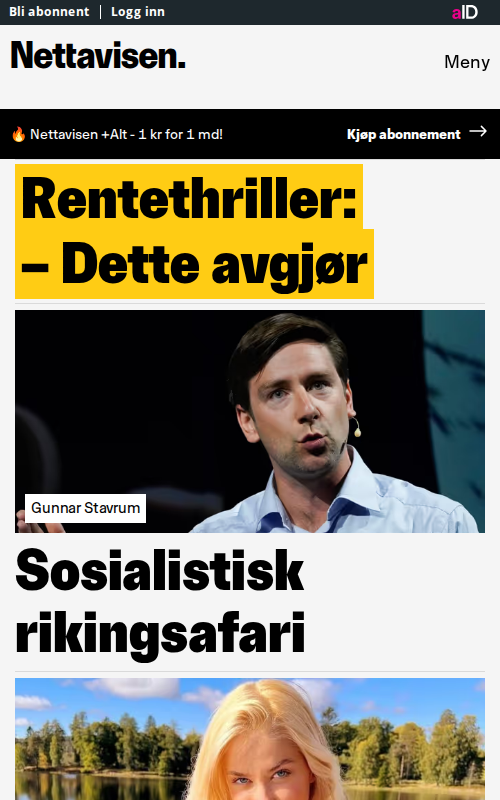 Bli abonnent
Logg inn
aID
Nettavisen.
Meny
🔥 Nettavisen +Alt - 1 kr for 1 md!
Kjøp abonnement →
Rentethriller:
– Dette avgjør
Gunnar Stavrum
Sosialistisk
rikingsafari